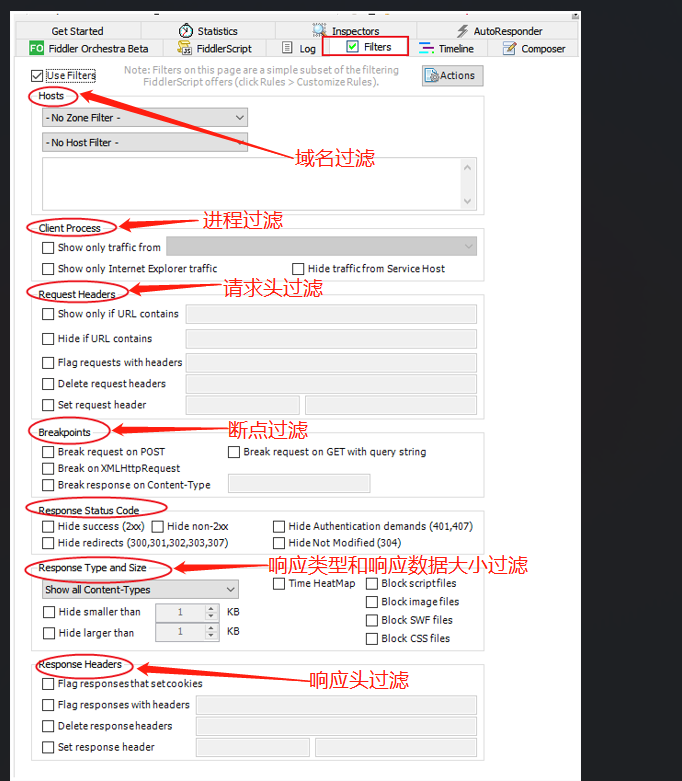 Get Started
Statistics
Inspectors
AutoResponder
FO Fiddler Orchestra Beta
FiddlerScript
Log
Filters
Timeline
Composer
Use Filters
Note: Filters on this page are a simple subset of the filtering
FiddlerScript offers (click Rules > Customize Rules).
Actions
Hosts
- No Zone Filter -
- No Host Filter -
域名过滤
Client Process
进程过滤
Show only traffic from
Show only Internet Explorer traffic
Hide traffic from Service Host
Request Headers
请求头过滤
Show only if URL contains
Hide if URL contains
Flag requests with headers
Delete request headers
Set request header
Breakpoints
断点过滤
Break request on POST
Break request on GET with query string
Break on XMLHttpRequest
Break response on Content-Type
Response Status Code
Hide success (2xx)
Hide non-2xx
Hide Authentication demands (401,407)
Hide redirects (300,301,302,303,307)
Hide Not Modified (304)
Response Type and Size
响应类型和响应数据大小过滤
Show all Content-Types
Time HeatMap
Block script files
Hide smaller than
1
KB
Block image files
Hide larger than
1
KB
Block SWF files
Block CSS files
Response Headers
响应头过滤
Flag responses that set cookies
Flag responses with headers
Delete response headers
Set response header